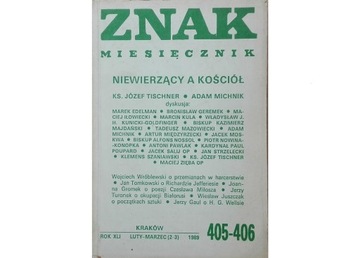 ZNAK
MIESIĘCZNIK
NIEWIERZĄCY A KOŚCIÓŁ
KS. JÓZEF TISCHNER • ADAM MICHNIK
dyskusja:
MAREK EDELMAN • BRONISŁAW GEREMEK • MA-
CIEJ IŁOWIECKI • MARCIN KULA • WŁADYSŁAW J.
H. KUNICKI-GOLDFINGER • BISKUP KAZIMIERZ
MAJDAŃSKI • TADEUSZ MAZOWIECKI • ADAM
MICHNIK • ARTUR MIĘDZYRZECKI • JACEK MOS-
KWA • BISKUP ALFONS NOSSOL • PIOTR NOWINA
-KONOPKA • ANTONI PAWLAK • KARDYNAŁ PAUL
POUPARD • JACEK SALIJ OP • JAN STRZELECKI
• KLEMENS SZANIAWSKI • KS. JÓZEF TISCHNER
• MACIEJ ZIĘBA OP
Wojciech Wróblewski o przemianach w harcerstwie
• Jan Tomkowski o Richardzie Jefferiesie • Joan-
na Gromek o poezji Czesława Miłosza • Jerzy
Turonek o okupacji Białorusi • Wiesław Juszczak
o początkach sztuki • Jerzy Gaul o H. G. Wellsie
KRAKÓW
ROK XLI LUTY-MARZEC (2-3) 1989 405-406